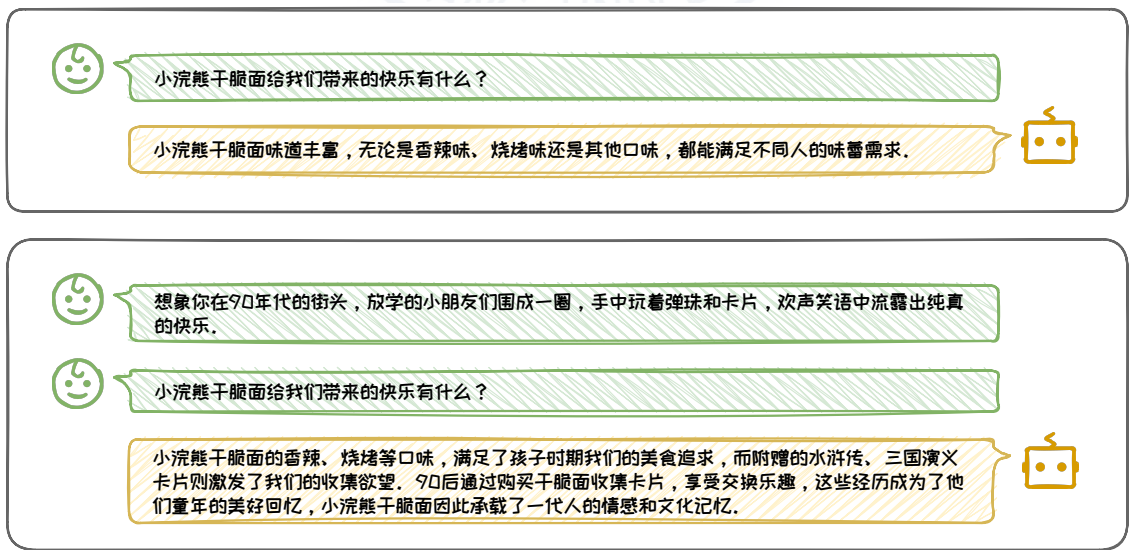 小浣熊干脆面给我们带来的快乐有什么？
小浣熊干脆面味道丰富，无论是香辣味、烧烤味还是其他口味，都能满足不同人的味蕾需求.
想象你在90年代的街头，放学的小朋友们围成一圈，手中玩着弹珠和卡片，欢声笑语中流露出纯真
的快乐.
小浣熊干脆面给我们带来的快乐有什么？
小浣熊干脆面的香辣、烧烤等口味，满足了孩子时期我们的美食追求，而附赠的水浒传、三国演义
卡片则激发了我们的收集欲望. 90后通过购买干脆面收集卡片，享受交换乐趣，这些经历成为了他
们童年的美好回忆，小浣熊干脆面因此承载了一代人的情感和文化记忆.